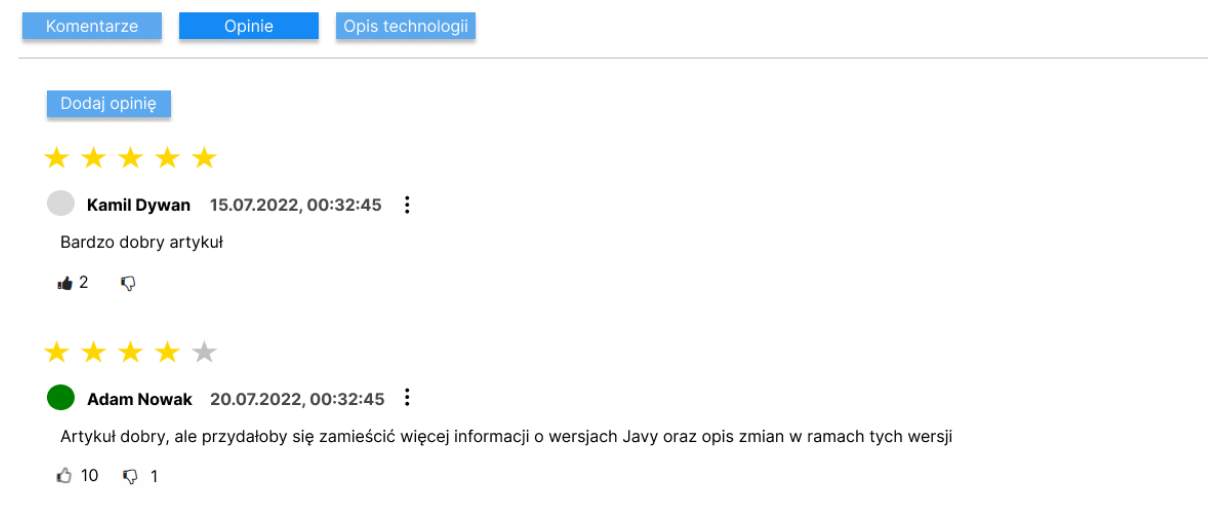 Komentarze Opinie Opis technologii
Dodaj opinię
Kamil Dywan 15.07.2022, 00:32:45
Bardzo dobry artykuł
2
Adam Nowak 20.07.2022, 00:32:45
Artykuł dobry, ale przydałoby się zamieścić więcej informacji o wersjach Javy oraz opis zmian w ramach tych wersji
10 1